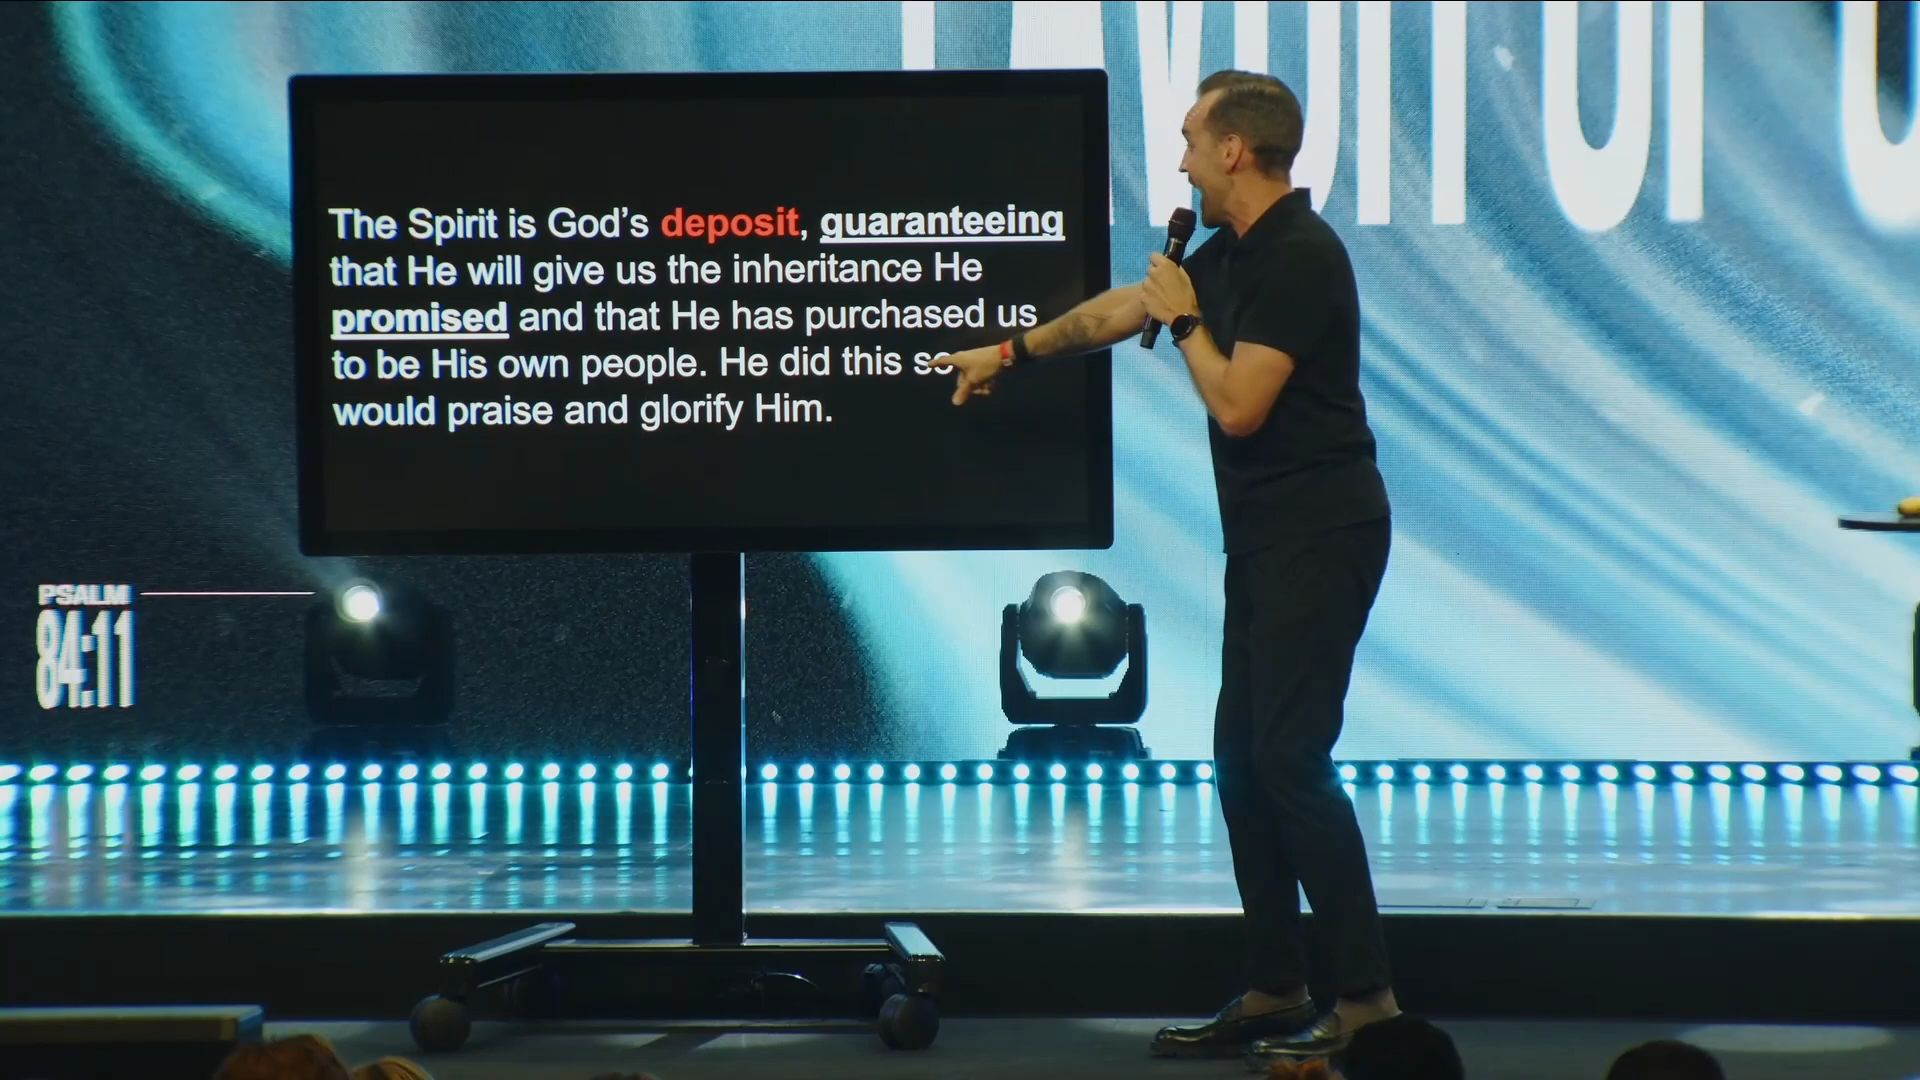 The Spirit is God's deposit, guaranteeing
that He will give us the inheritance He
promised and that He has purchased us
to be His own people. He did this so
would praise and glorify Him.
PSALM
84:11